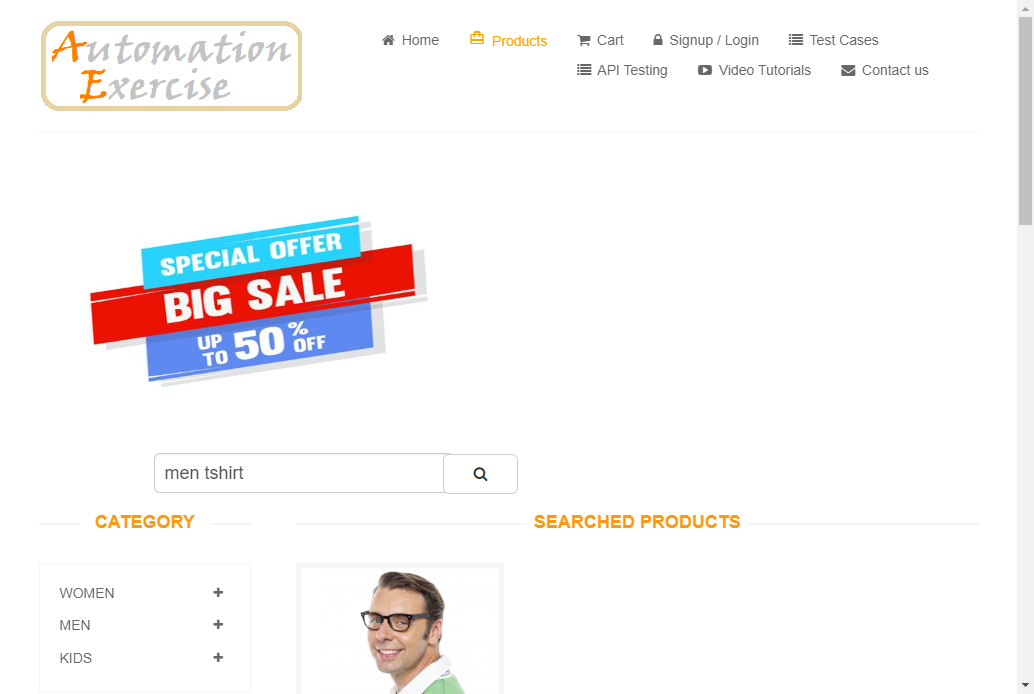 Automation
Exercise
Home Products Cart Signup / Login Test Cases
API Testing Video Tutorials Contact us
SPECIAL OFFER
BIG SALE
UP TO 50% OFF
men tshirt
CATEGORY
SEARCHED PRODUCTS
WOMEN
MEN
KIDS